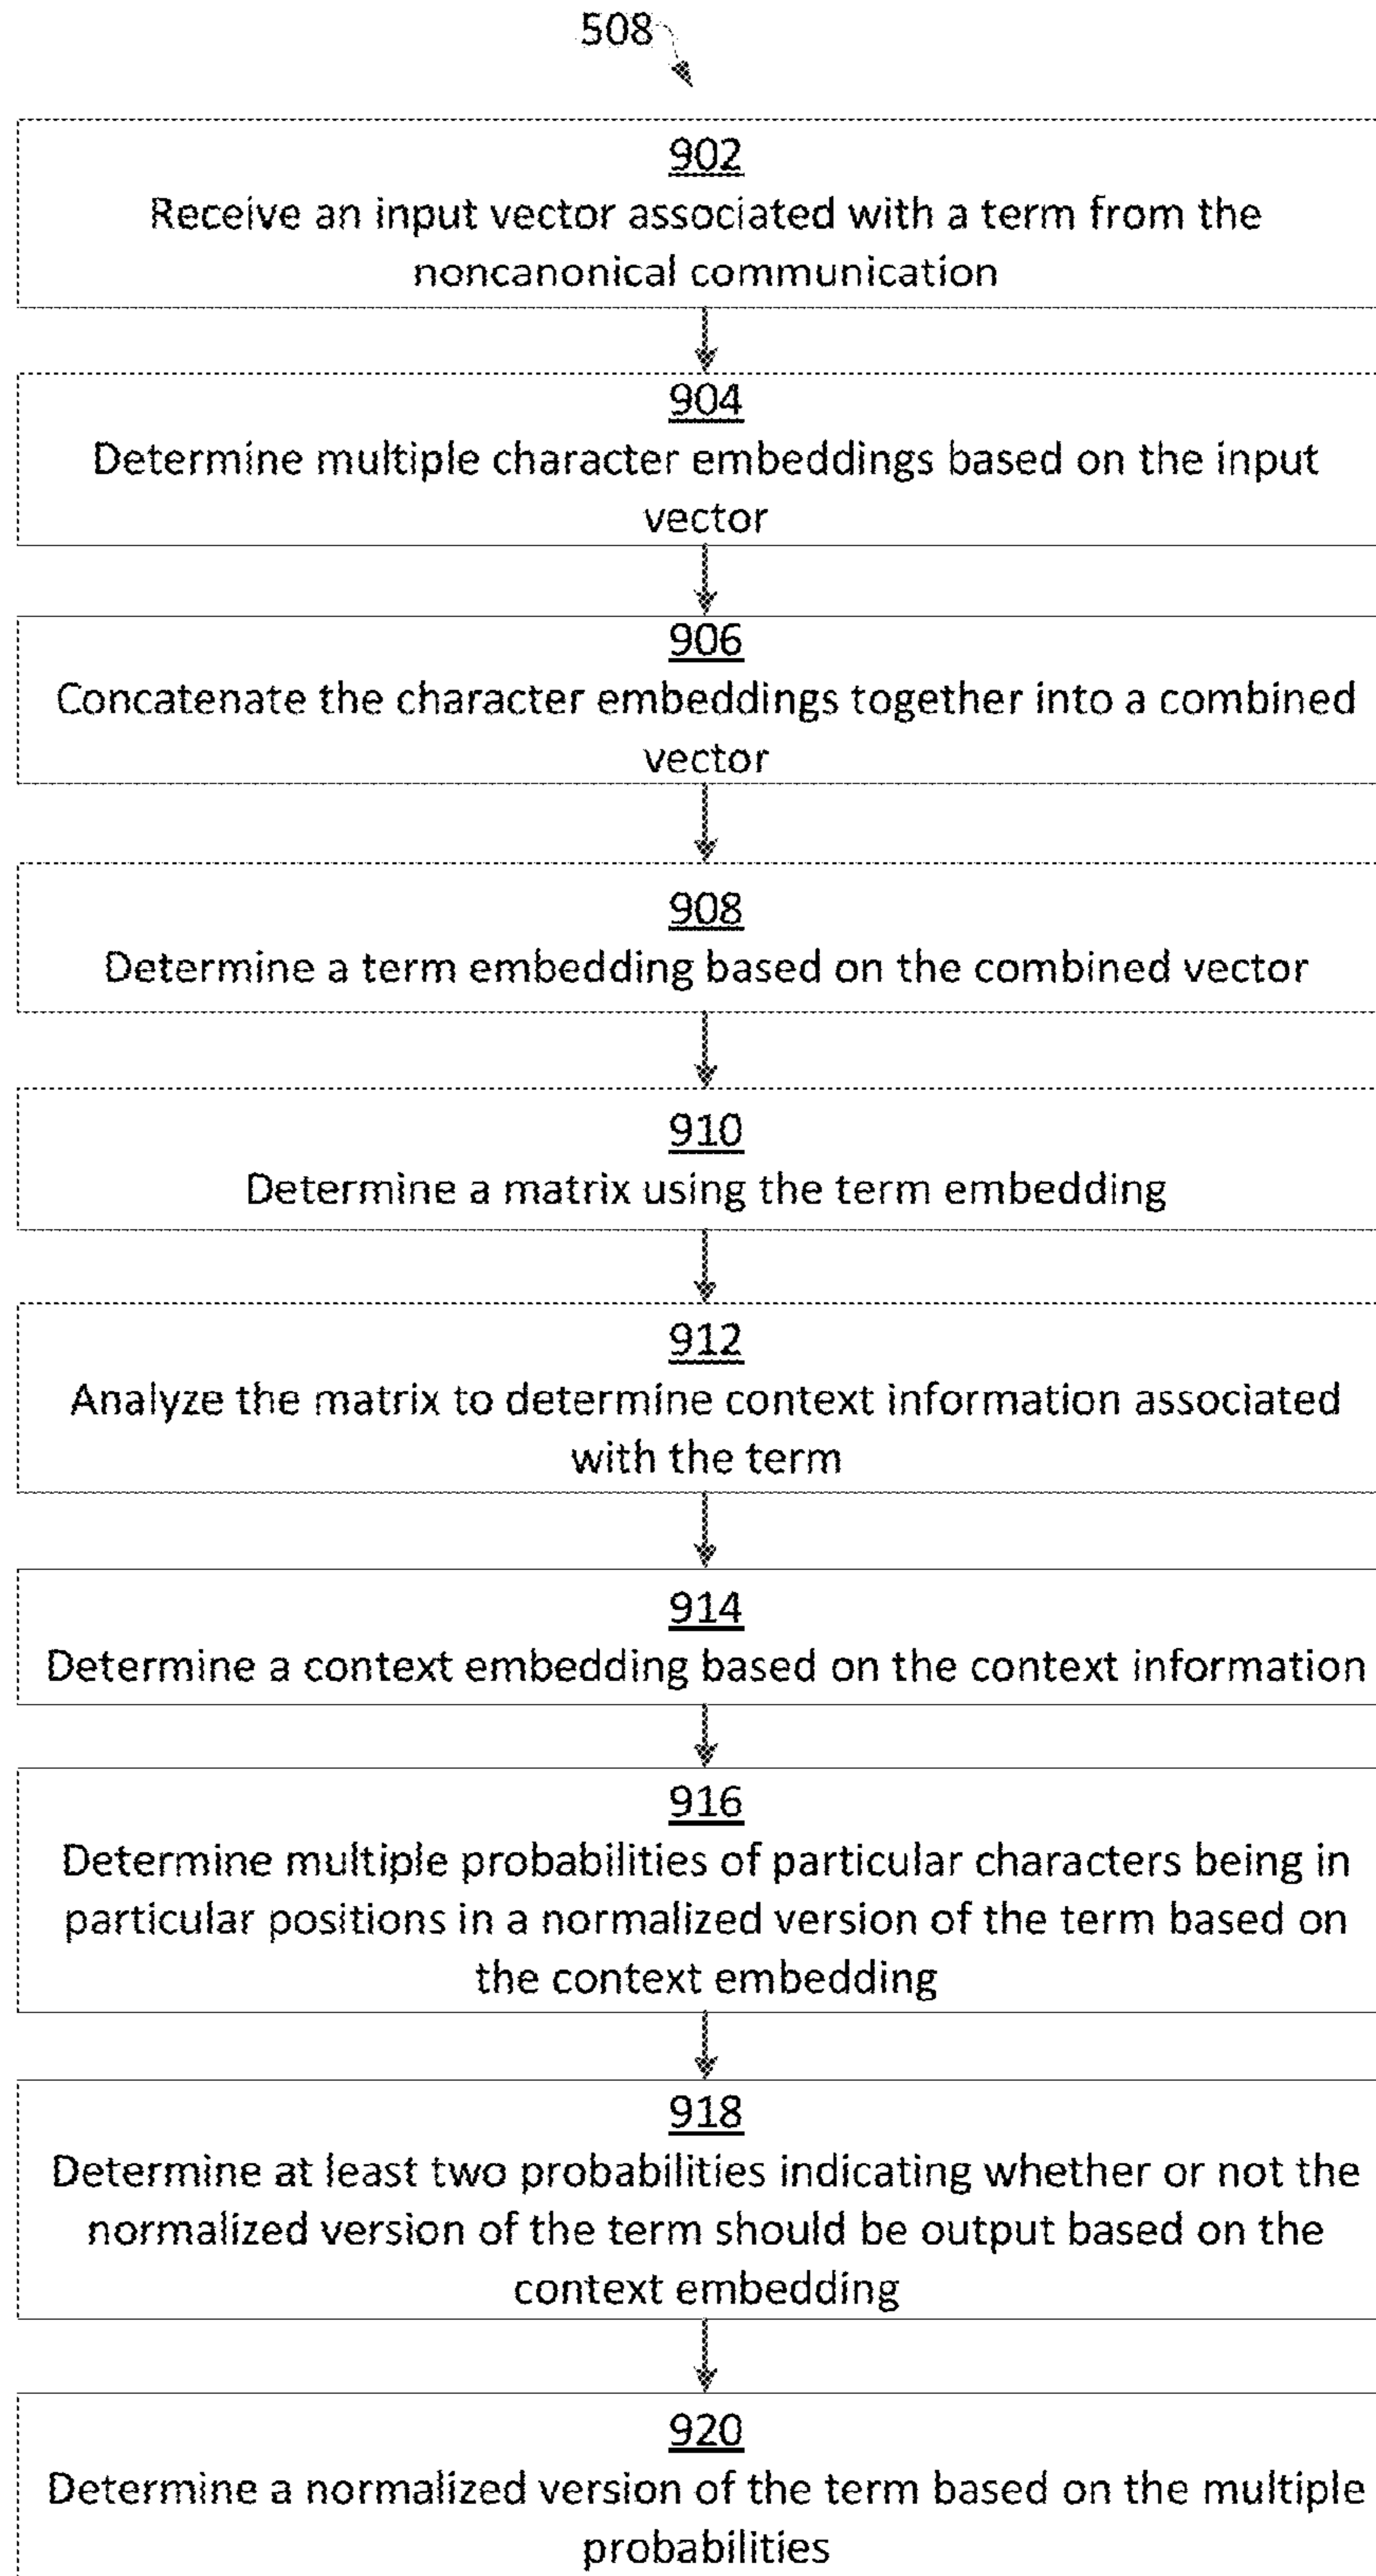 508
902
Receive an input vector associated with a term from the
noncanonical communication
904
Determine multiple character embeddings based on the input
vector
906
Concatenate the character embeddings together into a combined
vector
908
Determine a term embedding based on the combined vector
910
Determine a matrix using the term embedding
912
Analyze the matrix to determine context information associated
with the term
914
Determine a context embedding based on the context information
916
Determine multiple probabilities of particular characters being in
particular positions in a normalized version of the term based on
the context embedding
918
Determine at least two probabilities indicating whether or not the
normalized version of the term should be output based on the
context embedding
920
Determine a normalized version of the term based on the multiple
probabilities